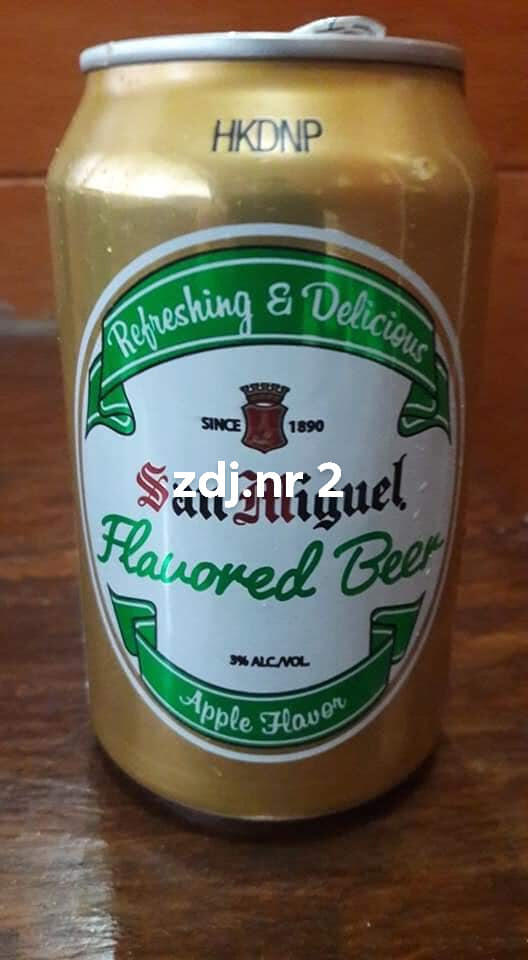 HKDNP
Refreshing & Delicious
SINCE 1890
San Miguel
zdj.nr 2
Flavored Beer
3% ALC./VOL.
Apple Flavor